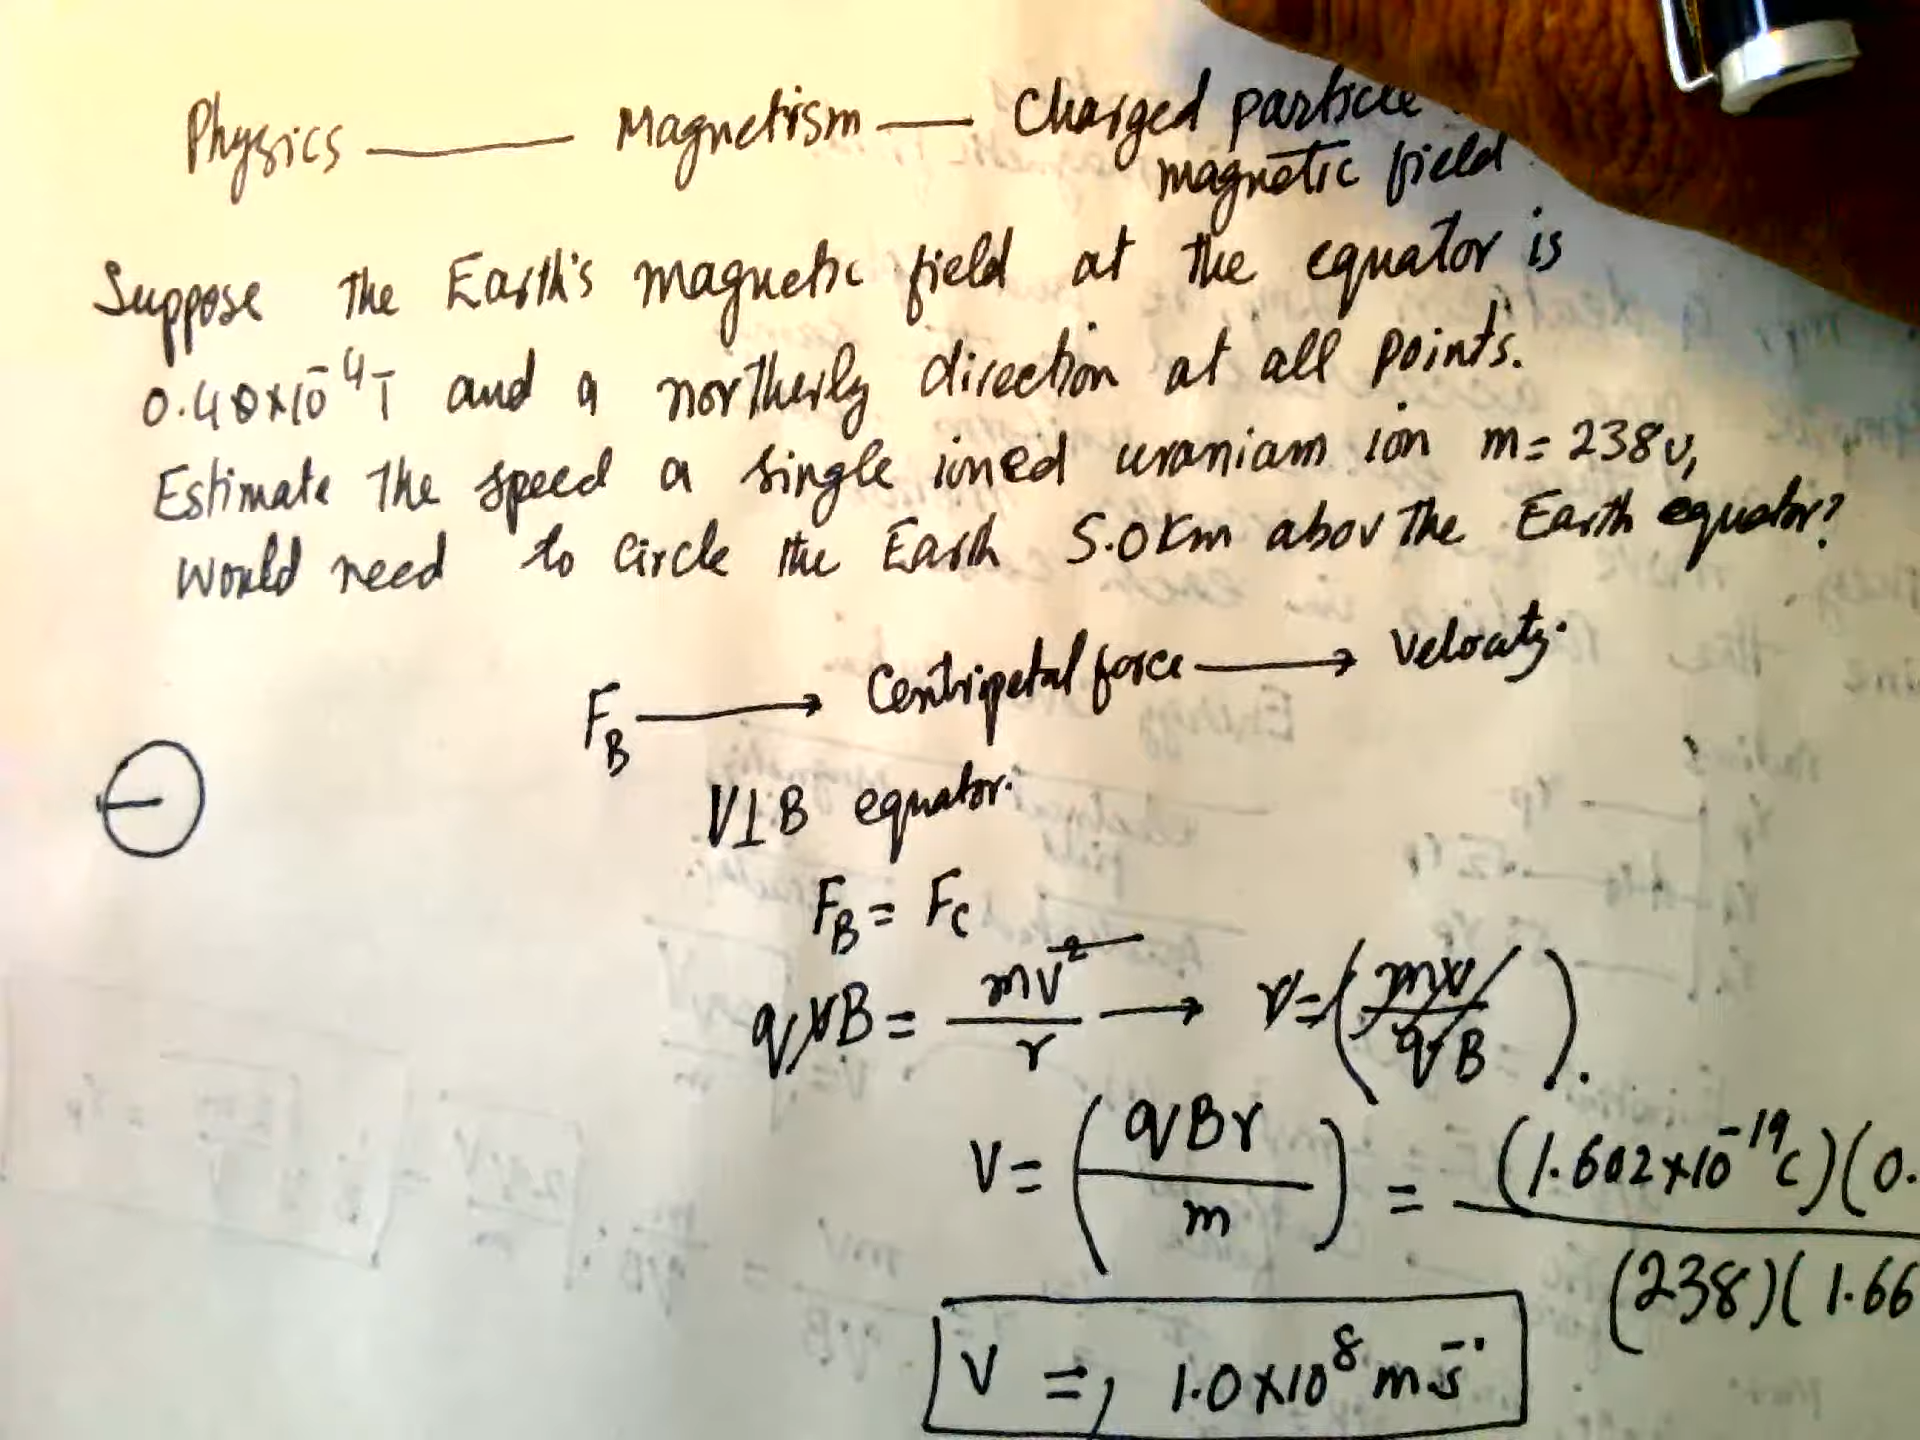 Physics — Magnetism — Charged particle
magnetic field
Suppose the Earth's magnetic field at the equator is
0.40×10⁻⁴T and a northerly direction at all points.
Estimate the speed a single ioned uraniam ion m= 238u,
would need to circle the Earth 5.0Km abov the Earth equator?
F_B → Centripetal force → velocity.
V⊥B equator.
F_B = F_c
qvB = mv²/r → r=(mv/qB).
V= (qBr/m) = (1.602×10⁻¹⁹C)(0.
(238)(1.66
V =, 1.0×10⁸ms⁻¹